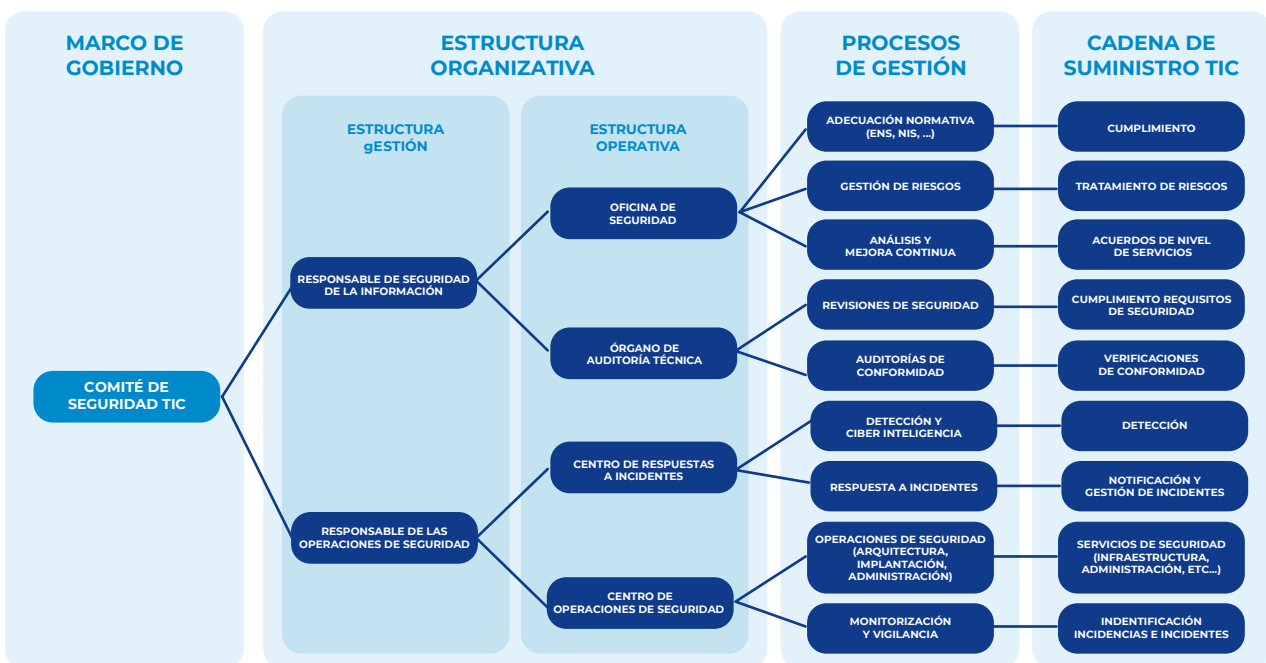 MARCO DE
GOBIERNO
ESTRUCTURA
ORGANIZATIVA
PROCESOS
DE GESTIÓN
CADENA DE
SUMINISTRO TIC
ESTRUCTURA
gESTIÓN
ESTRUCTURA
OPERATIVA
COMITÉ DE
SEGURIDAD TIC
RESPONSABLE DE SEGURIDAD
DE LA INFORMACIÓN
RESPONSABLE DE LAS
OPERACIONES DE SEGURIDAD
OFICINA DE
SEGURIDAD
ÓRGANO DE
AUDITORÍA TÉCNICA
CENTRO DE RESPUESTAS
A INCIDENTES
CENTRO DE
OPERACIONES DE SEGURIDAD
ADECUACIÓN NORMATIVA
(ENS, NIS, ...)
GESTIÓN DE RIESGOS
ANÁLISIS Y
MEJORA CONTINUA
REVISIONES DE SEGURIDAD
AUDITORÍAS DE
CONFORMIDAD
DETECCIÓN Y
CIBER INTELIGENCIA
RESPUESTA A INCIDENTES
OPERACIONES DE SEGURIDAD
(ARQUITECTURA,
IMPLANTACIÓN,
ADMINISTRACIÓN)
MONITORIZACIÓN
Y VIGILANCIA
CUMPLIMIENTO
TRATAMIENTO DE RIESGOS
ACUERDOS DE NIVEL
DE SERVICIOS
CUMPLIMIENTO REQUISITOS
DE SEGURIDAD
VERIFICACIONES
DE CONFORMIDAD
DETECCIÓN
NOTIFICACIÓN Y
GESTIÓN DE INCIDENTES
SERVICIOS DE SEGURIDAD
(INFRAESTRUCTURA,
ADMINISTRACIÓN, ETC...)
INDENTIFICACIÓN
INCIDENCIAS E INCIDENTES